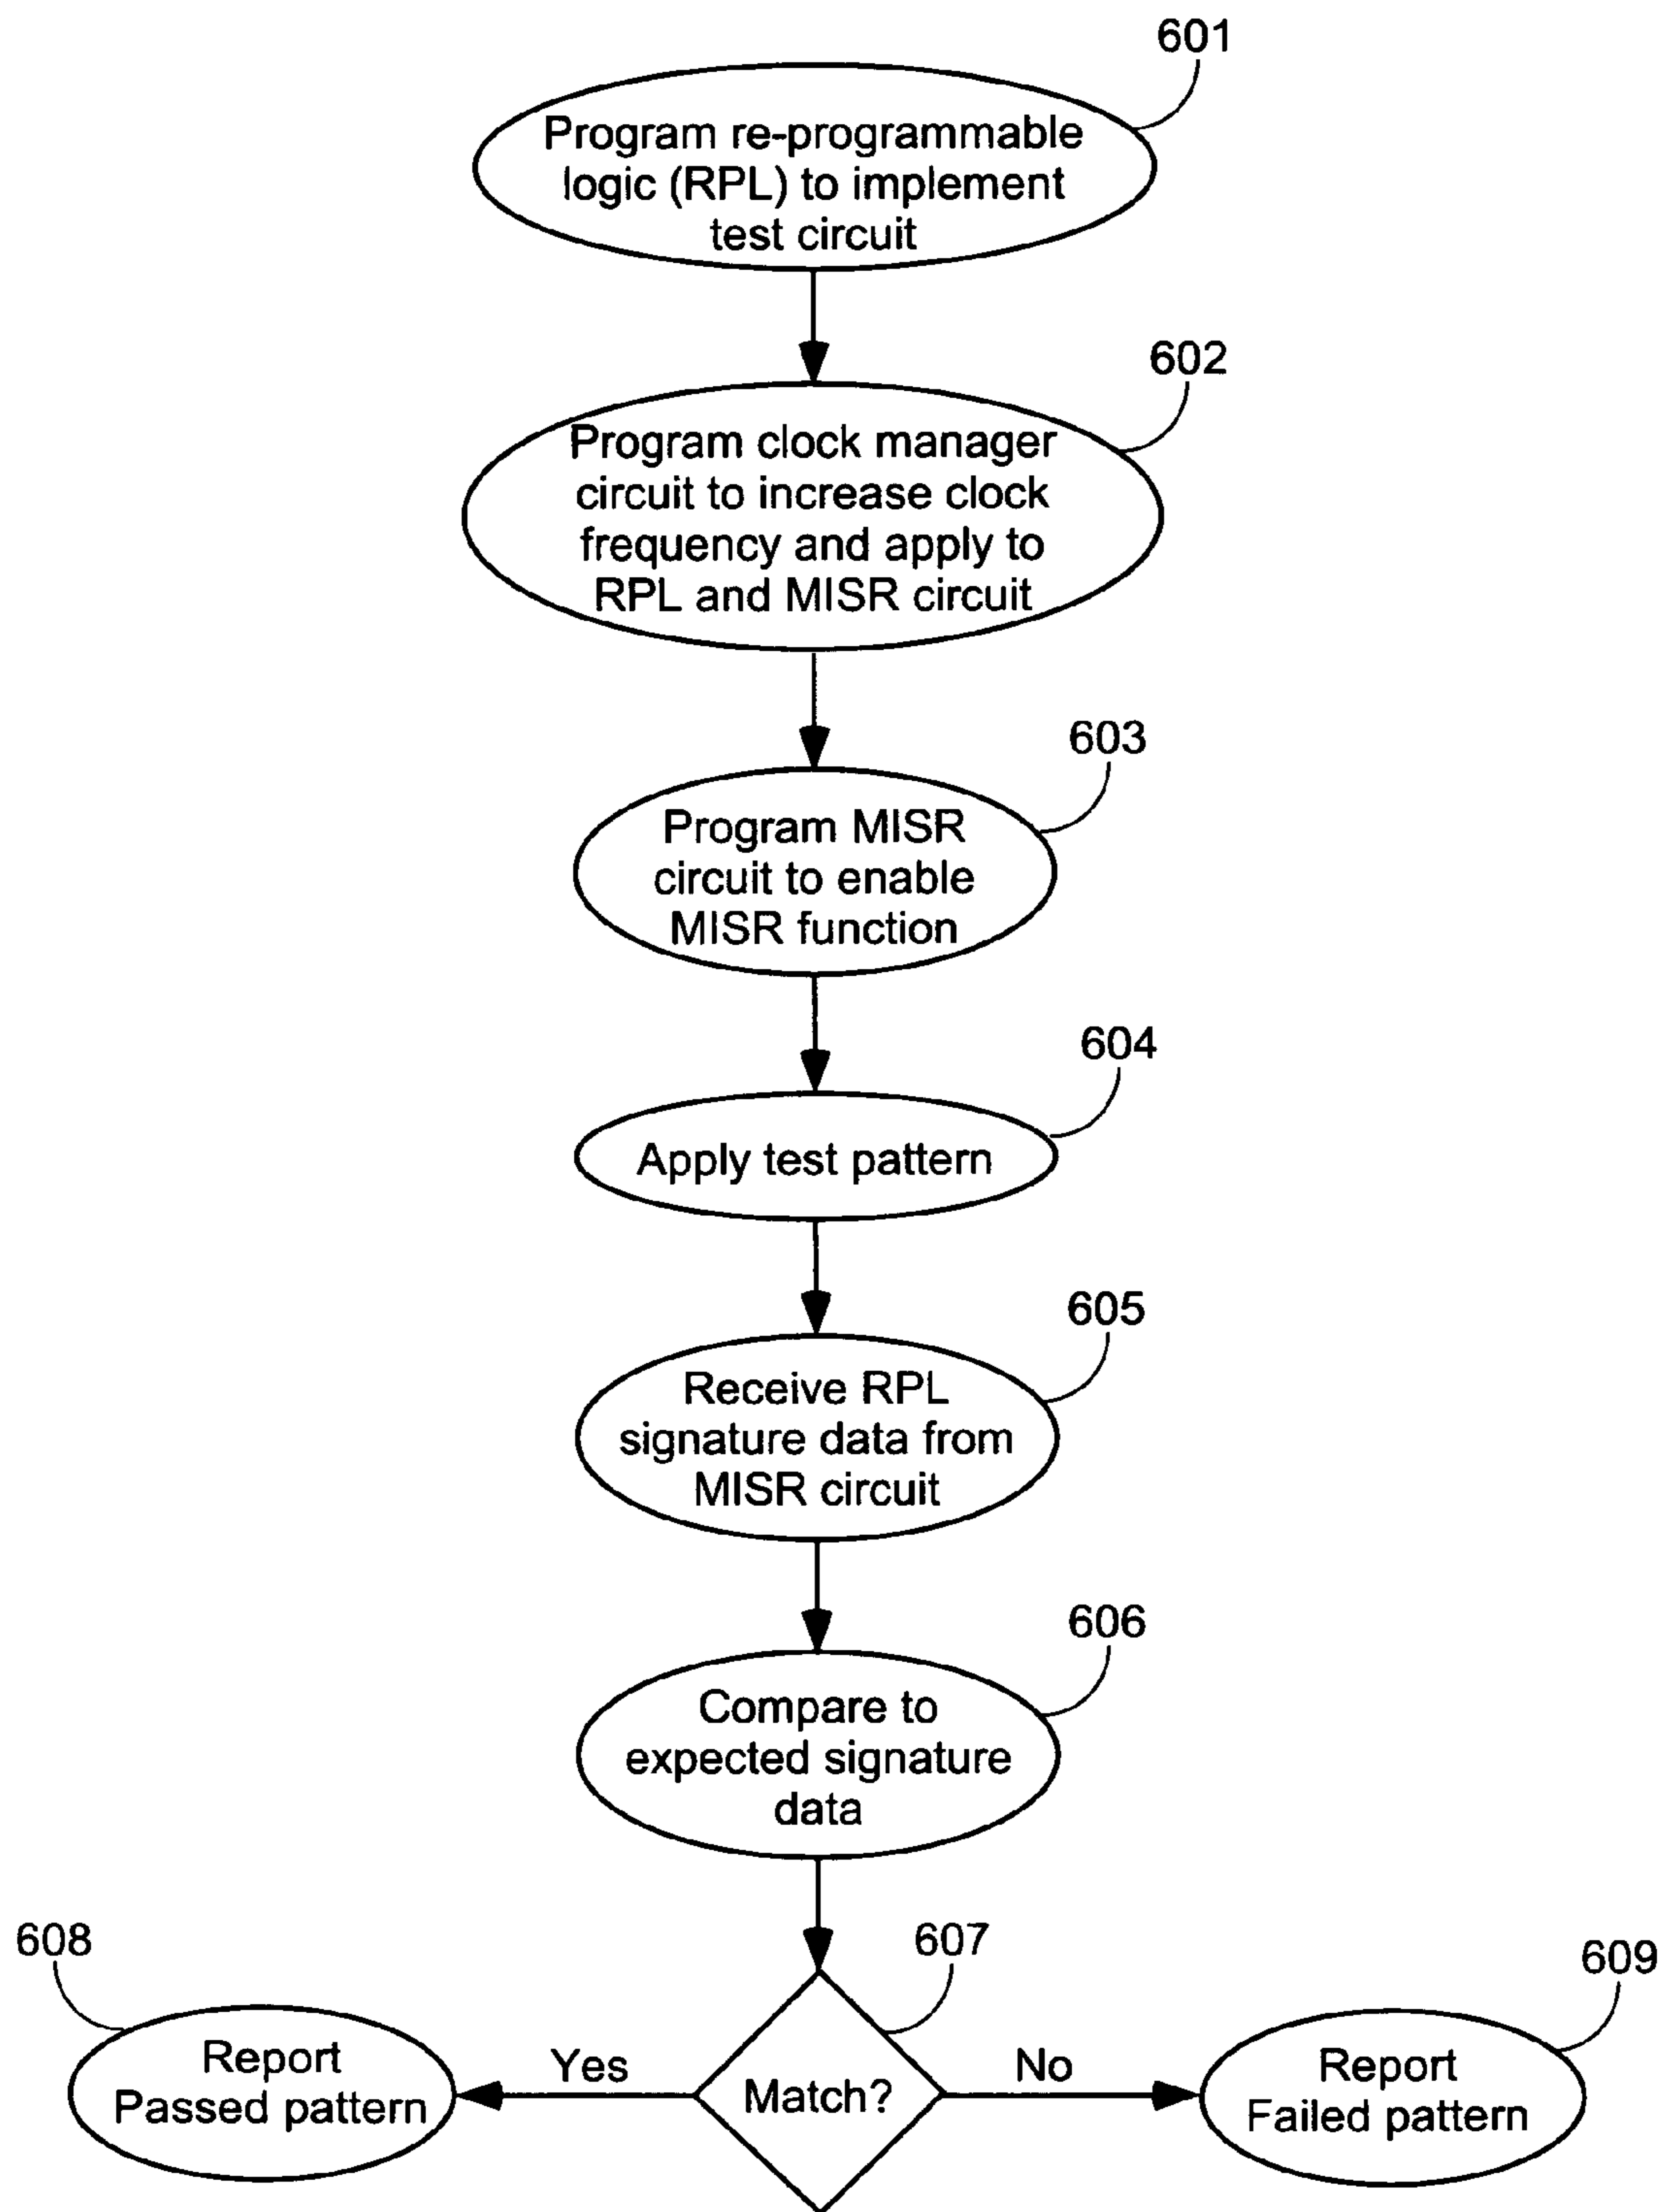 601
Program re-programmable
logic (RPL) to implement
test circuit
602
Program clock manager
circuit to increase clock
frequency and apply to
RPL and MISR circuit
603
Program MISR
circuit to enable
MISR function
604
Apply test pattern
605
Receive RPL
signature data from
MISR circuit
606
Compare to
expected signature
data
608
607
609
Report
Passed pattern
Yes
Match?
No
Report
Failed pattern